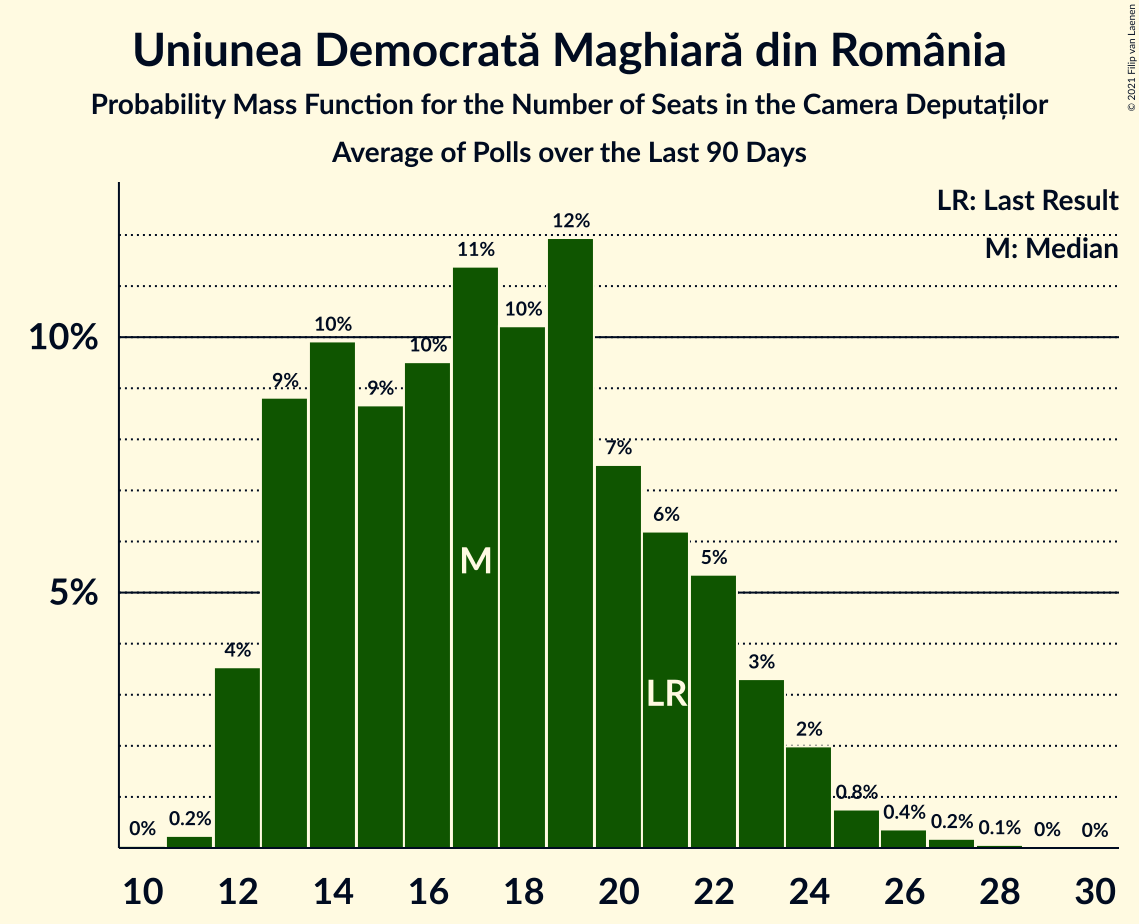 Uniunea Democrată Maghiară din România
Probability Mass Function for the Number of Seats in the Camera Deputaților
Average of Polls over the Last 90 Days
© 2021 Filip van Laenen
LR: Last Result
M: Median
10%
5%
0%
0.2%
4%
9%
10%
9%
10%
11%
10%
12%
7%
6%
5%
3%
2%
0.8%
0.4%
0.2%
0.1%
0%
0%
M
LR
10 12 14 16 18 20 22 24 26 28 30